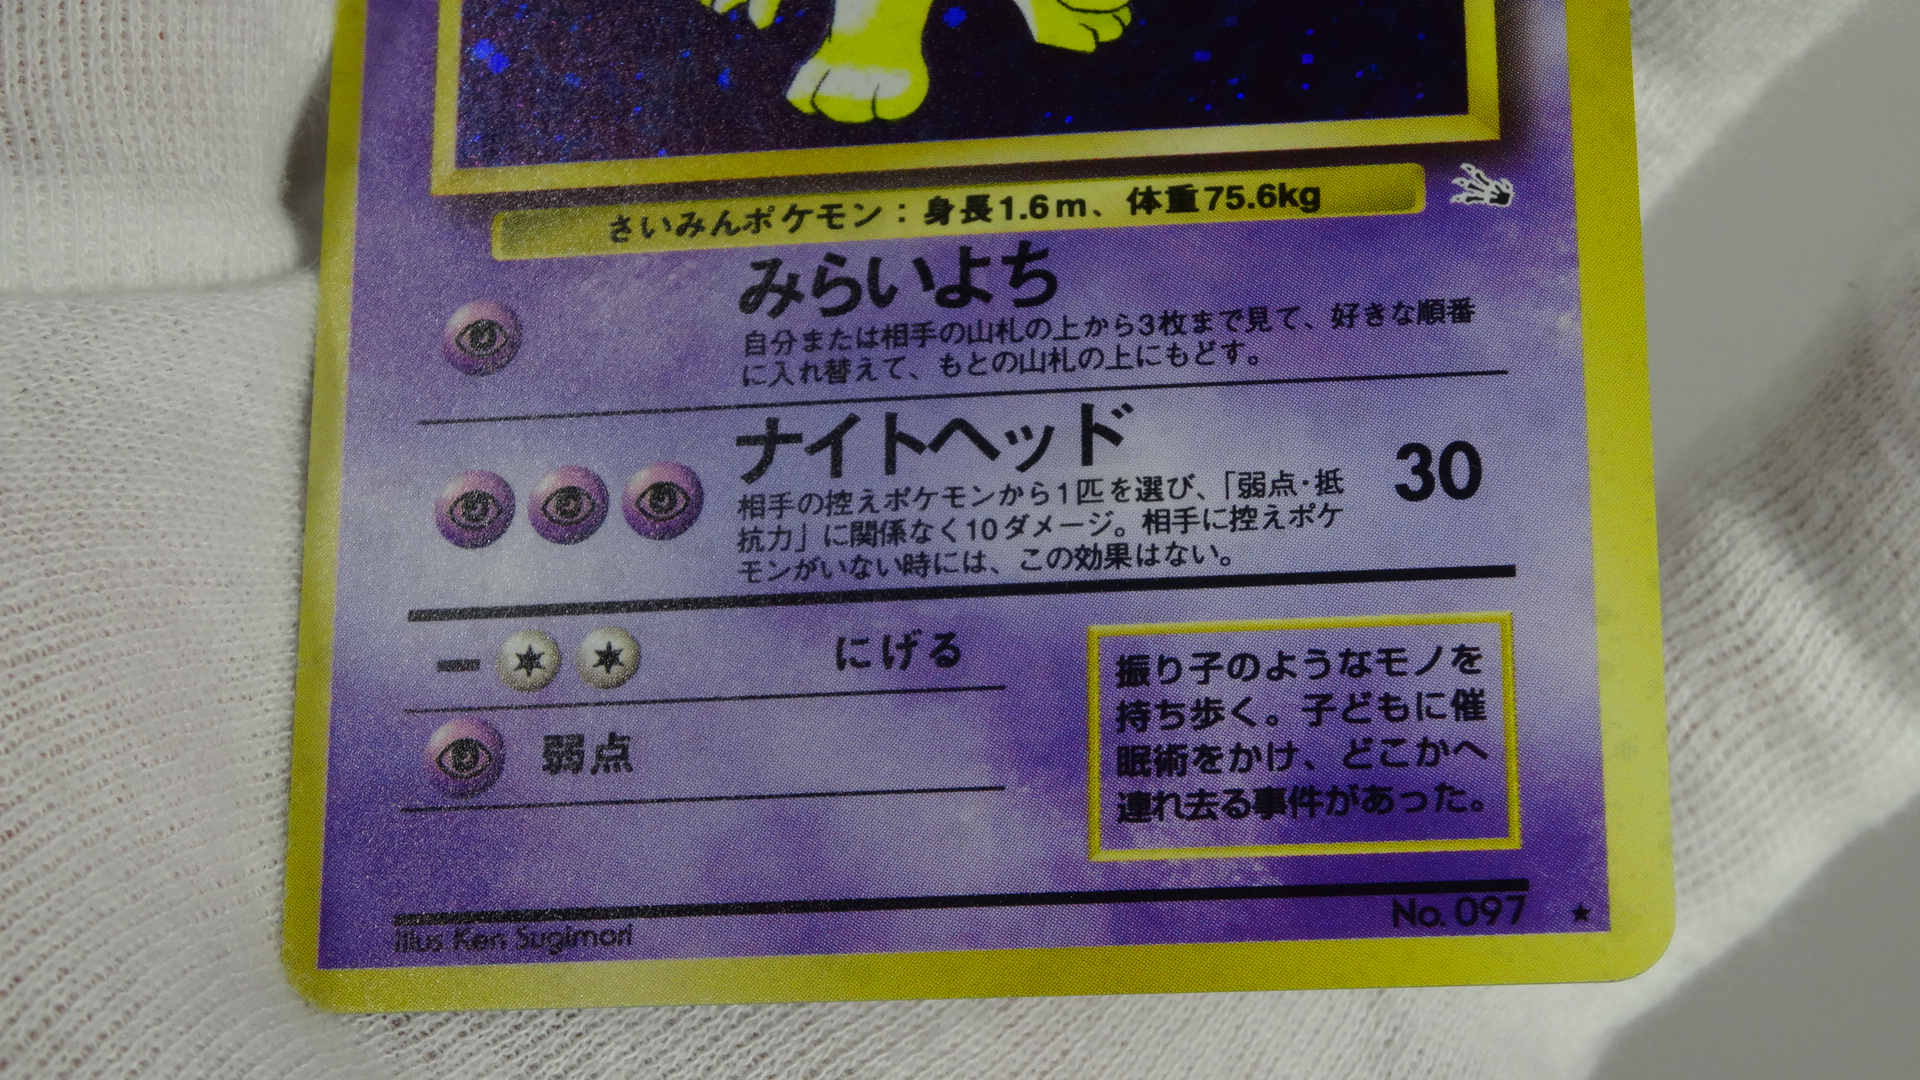 さいみんポケモン：身長1.6m、体重75.6kg
みらいよち
自分または相手の山札の上から3枚まで見て、好きな順番
に入れ替えて、もとの山札の上にもどす。
ナイトヘッド
30
相手の控えポケモンから1匹を選び、「弱点・抵
抗力」に関係なく10ダメージ。相手に控えポケ
モンがいない時には、この効果はない。
にげる
弱点
振り子のようなモノを
持ち歩く。子どもに催
眠術をかけ、どこかへ
連れ去る事件があった。
No. 097 ★
Illus Ken Sugimori